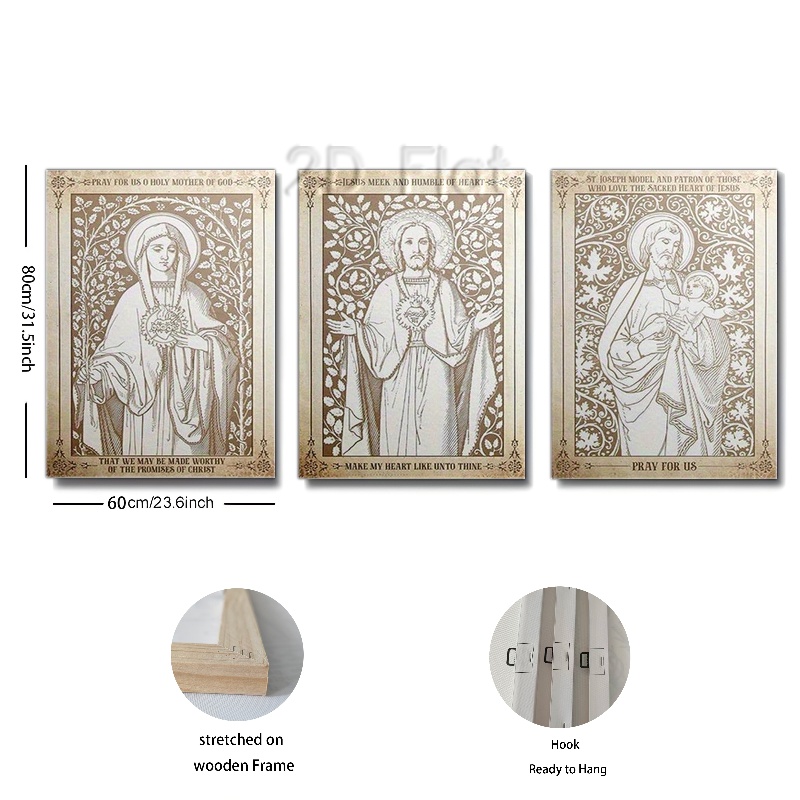 2D Flat
PRAY FOR US O HOLY MOTHER OF GOD
THAT WE MAY BE MADE WORTHY
OF THE PROMISES OF CHRIST
JESUS MEEK AND HUMBLE OF HEART
MAKE MY HEART LIKE UNTO THINE
ST. JOSEPH MODEL AND PATRON OF THOSE
WHO LOVE THE SACRED HEART OF JESUS
PRAY FOR US
80cm/31.5inch
60cm/23.6inch
stretched on
wooden Frame
Hook
Ready to Hang